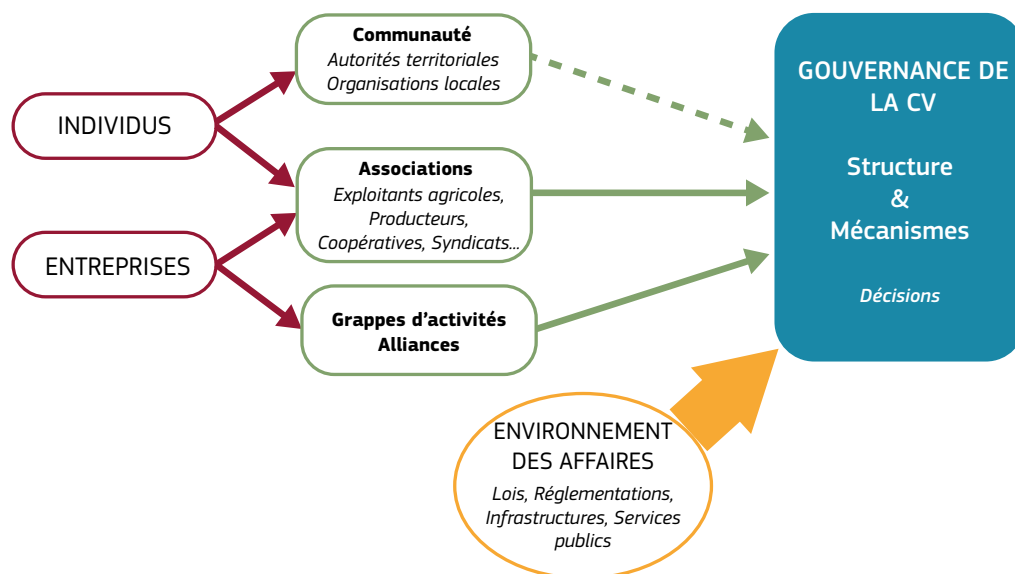 Communauté
Autorités territoriales
Organisations locales
INDIVIDUS
Associations
Exploitants agricoles,
Producteurs,
Coopératives, Syndicats...
ENTREPRISES
Grappes d'activités
Alliances
GOUVERNANCE DE
LA CV
Structure
&
Mécanismes
Décisions
ENVIRONNEMENT
DES AFFAIRES
Lois, Réglementations,
Infrastructures, Services
publics